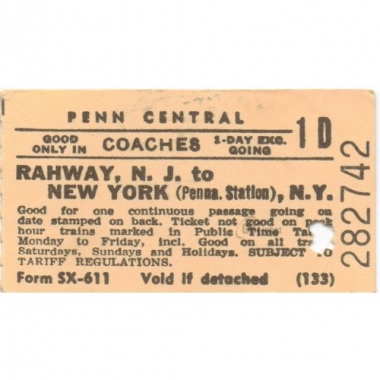 PENN CENTRAL
GOOD ONLY IN COACHES 1-DAY EXC. GOING 1D
RAHWAY, N. J. to
NEW YORK (Penna. Station), N.Y.
Good for one continuous passage going on
date stamped on back. Ticket not good on peak
hour trains marked in Public Time
Monday to Friday, incl. Good on all
Saturdays, Sundays and Holidays. SUBJECT TO
TARIFF REGULATIONS.
Form SX-611 Void if detached (133)
282742